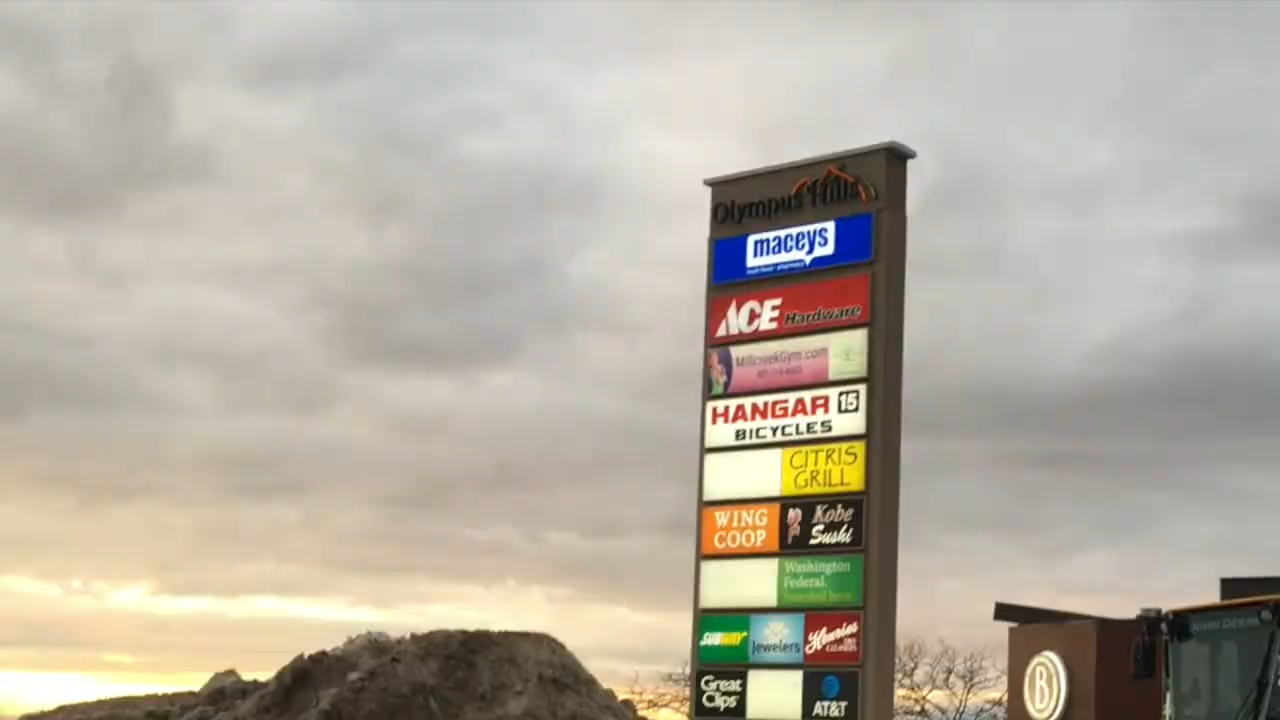 Olympus Hills
maceys
ACE Hardware
MillcreekGym.com
HANGAR 15
BICYCLES
CITRIS
GRILL
WING
COOP
Kobe
Sushi
Washington
Federal.
SUBWAY
Jewelers
Henries
Great
Clips
AT&T
B